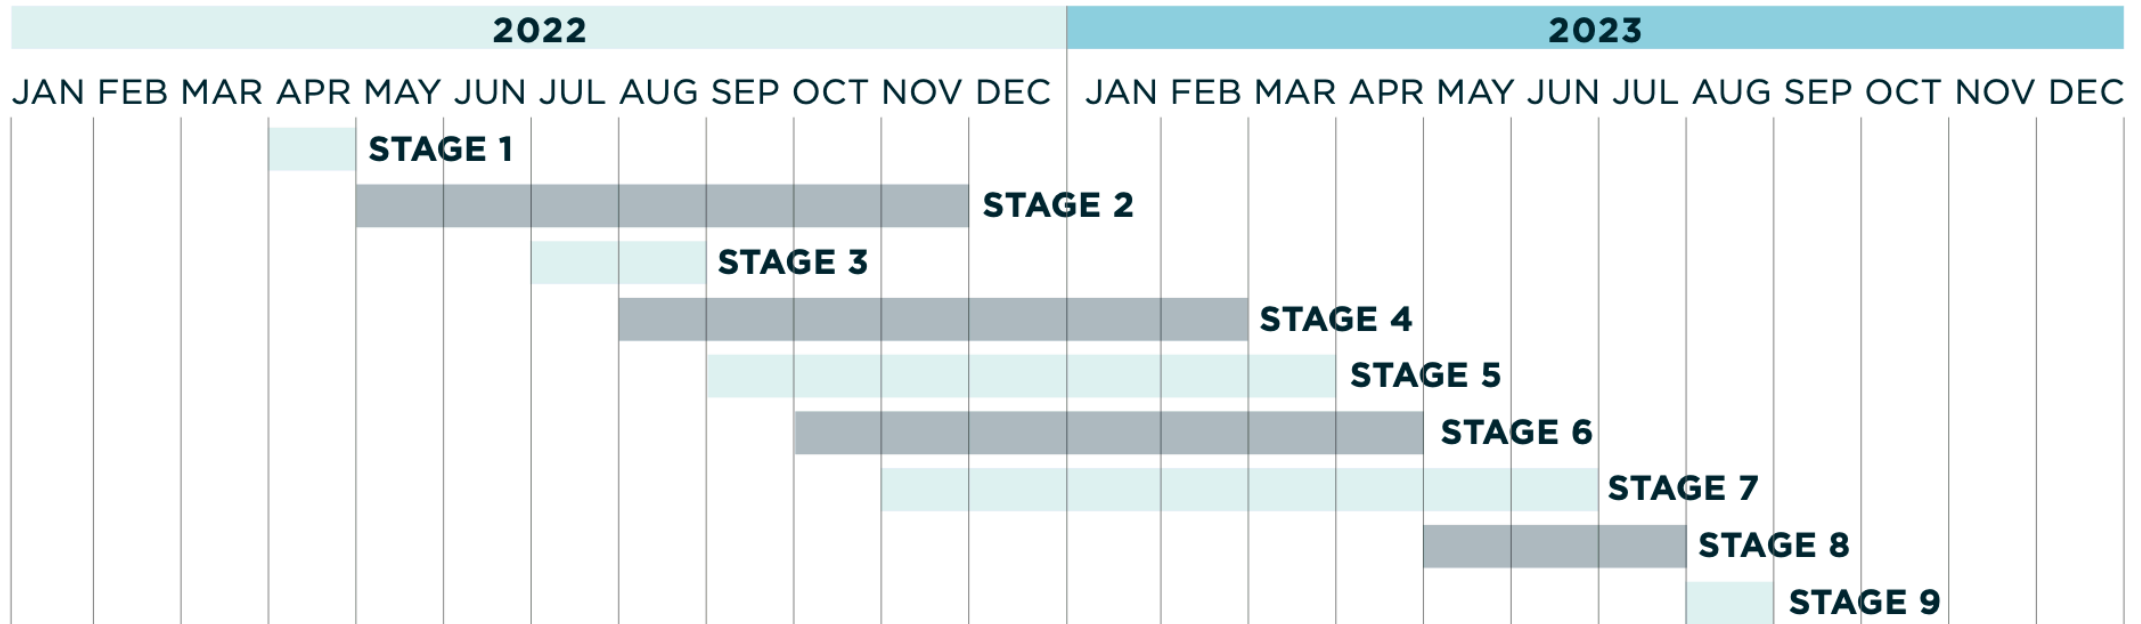 2022 2023
JAN FEB MAR APR MAY JUN JUL AUG SEP OCT NOV DEC JAN FEB MAR APR MAY JUN JUL AUG SEP OCT NOV DEC
STAGE 1
STAGE 2
STAGE 3
STAGE 4
STAGE 5
STAGE 6
STAGE 7
STAGE 8
STAGE 9